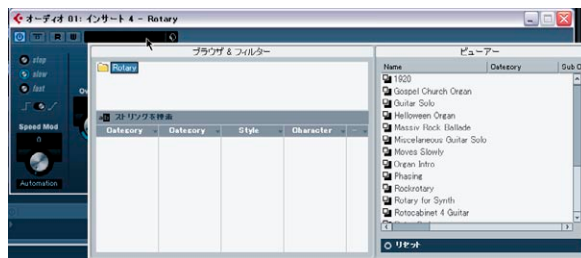 オーディオ 01: インサート 4 - Rotary
R U
ブラウザ & フィルター
ビューアー
stop
slow
fast
Speed Mod
0
Automation
Rotary
ストリングを検索
Category Category Style Character
Name Category Sub C
1920
Gospel Church Organ
Guitar Solo
Helloween Organ
Massiv Rock Ballade
Miscelaneous Guitar Solo
Moves Slowly
Organ Intro
Phasing
Rockrotary
Rotary for Synth
Rotocabinet 4 Guitar
リセット